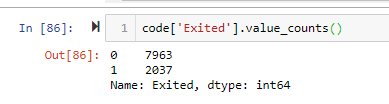 In [86]: 1 code['Exited'].value_counts()
Out[86]: 0 7963
1 2037
Name: Exited, dtype: int64